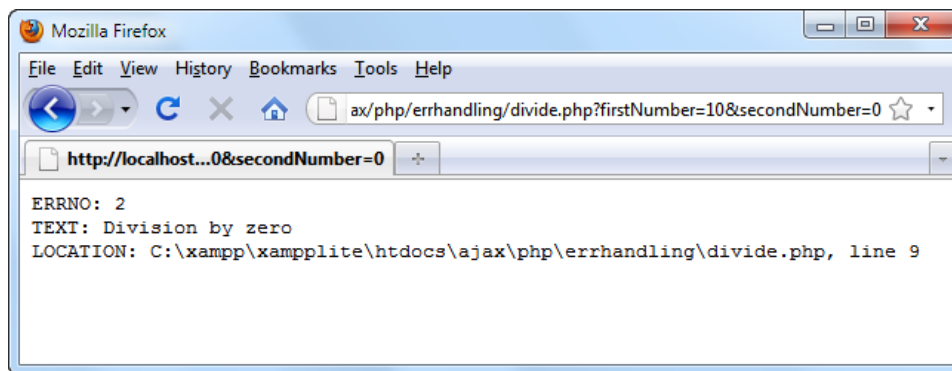 Mozilla Firefox
File Edit View History Bookmarks Tools Help
ax/php/errhandling/divide.php?firstNumber=10&secondNumber=0
http://localhost...0&secondNumber=0
ERRNO: 2
TEXT: Division by zero
LOCATION: C:\xampp\xampplite\htdocs\ajax\php\errhandling\divide.php, line 9